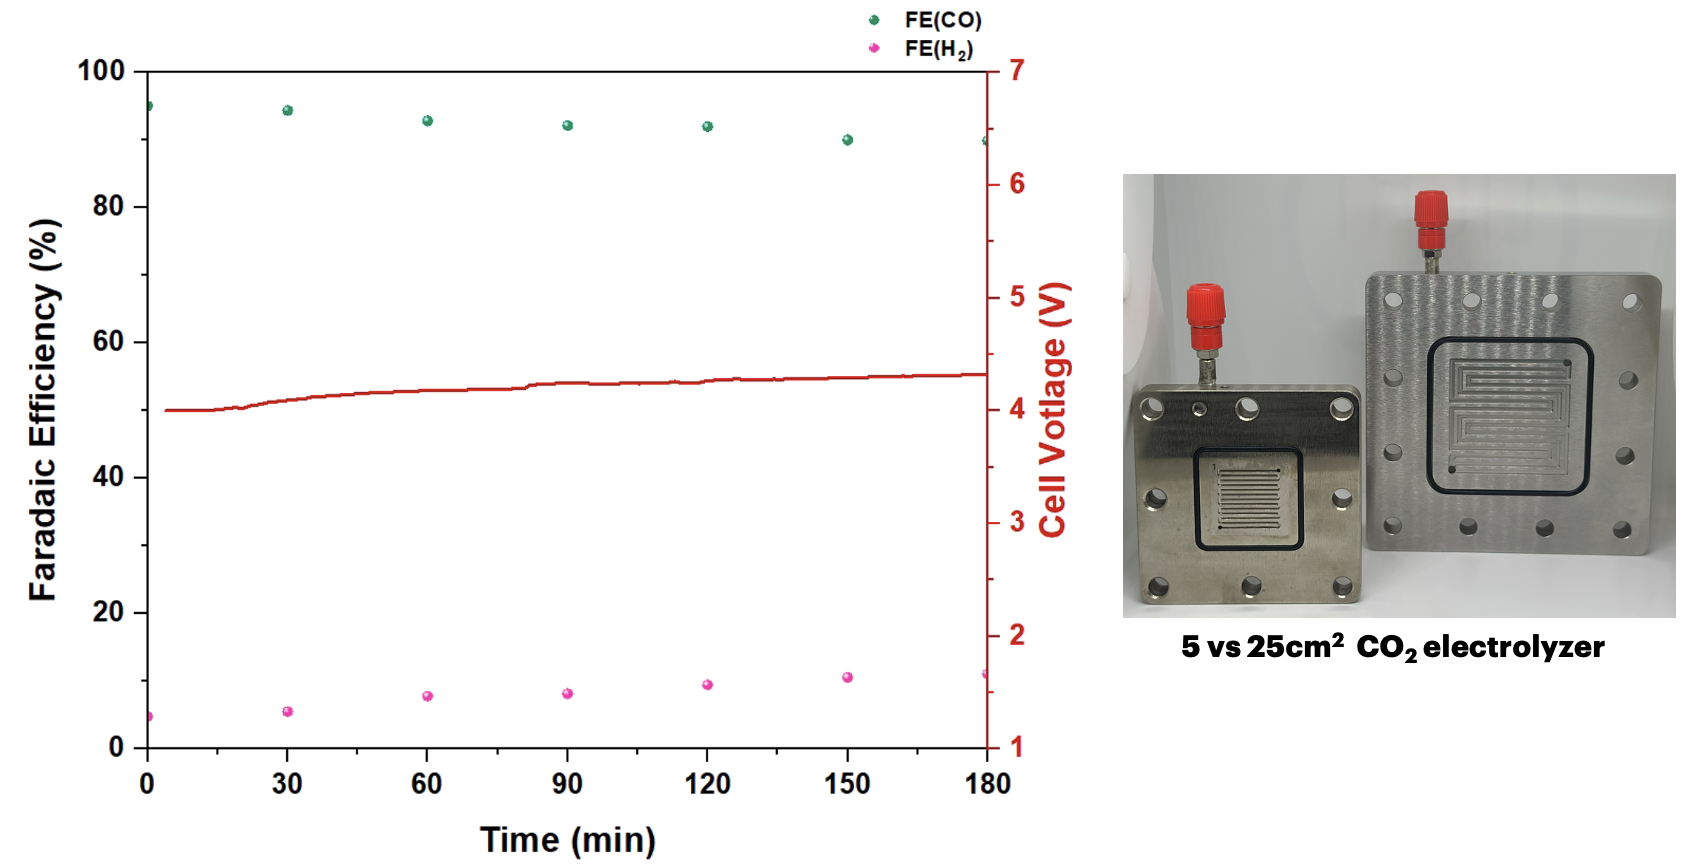 FE(CO)
FE(H₂)
100
80
60
40
20
0
Faradaic Efficiency (%)
7
6
5
4
3
2
1
Cell Votlage (V)
0 30 60 90 120 150 180
Time (min)
5 vs 25cm² CO₂ electrolyzer